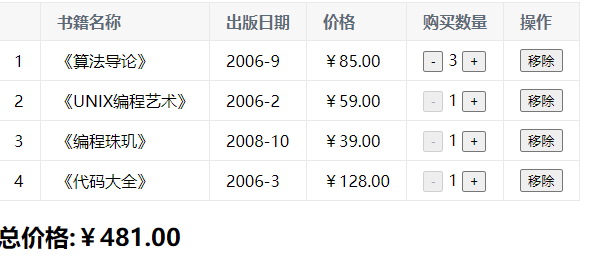 书籍名称 出版日期 价格 购买数量 操作
1 《算法导论》 2006-9 ￥85.00 - 3 + 移除
2 《UNIX编程艺术》 2006-2 ￥59.00 - 1 + 移除
3 《编程珠玑》 2008-10 ￥39.00 - 1 + 移除
4 《代码大全》 2006-3 ￥128.00 - 1 + 移除
总价格:￥481.00